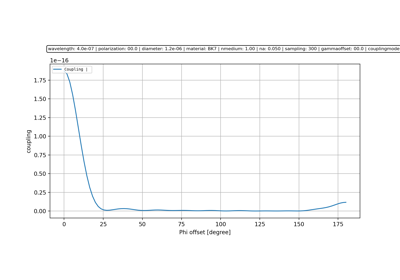 wavelength: 4.0e-07 | polarization: 00.0 | diameter: 1.2e-06 | material: BK7 | nmedium: 1.00 | na: 0.050 | sampling: 300 | gammaoffset: 00.0 | couplingmode
1e−16
coupling |
1.75
1.50
1.25
1.00
0.75
0.50
0.25
0.00
coupling
0 25 50 75 100 125 150 175
Phi offset [degree]